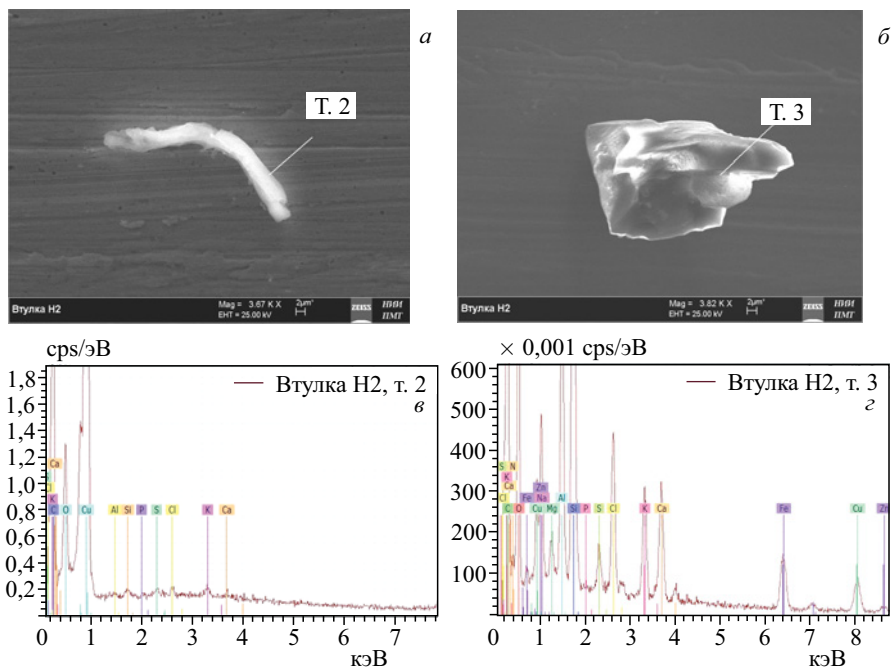 а
Т. 2
Втулка Н2
Mag = 3.67 K X
EHT = 25.00 kV
2µm
ZEISS
НИИ
ПМТ
б
Т. 3
Втулка Н2
Mag = 3.82 K X
EHT = 25.00 kV
2µm
ZEISS
НИИ
ПМТ
cps/эВ
Втулка Н2, т. 2
в
1,8
1,6
1,4
1,2
1,0
0,8
0,6
0,4
0,2
Ca
K
C O Cu Al Si P S Cl K Ca
0 1 2 3 4 5 6 7
кэВ
× 0,001 cps/эВ
Втулка Н2, т. 3
г
600
500
400
300
200
100
S N
K
Ca Zn
Cl Fe Na Al
C O Cu Mg Si P S Cl K Ca Fe Cu Zn
0 1 2 3 4 5 6 7 8
кэВ